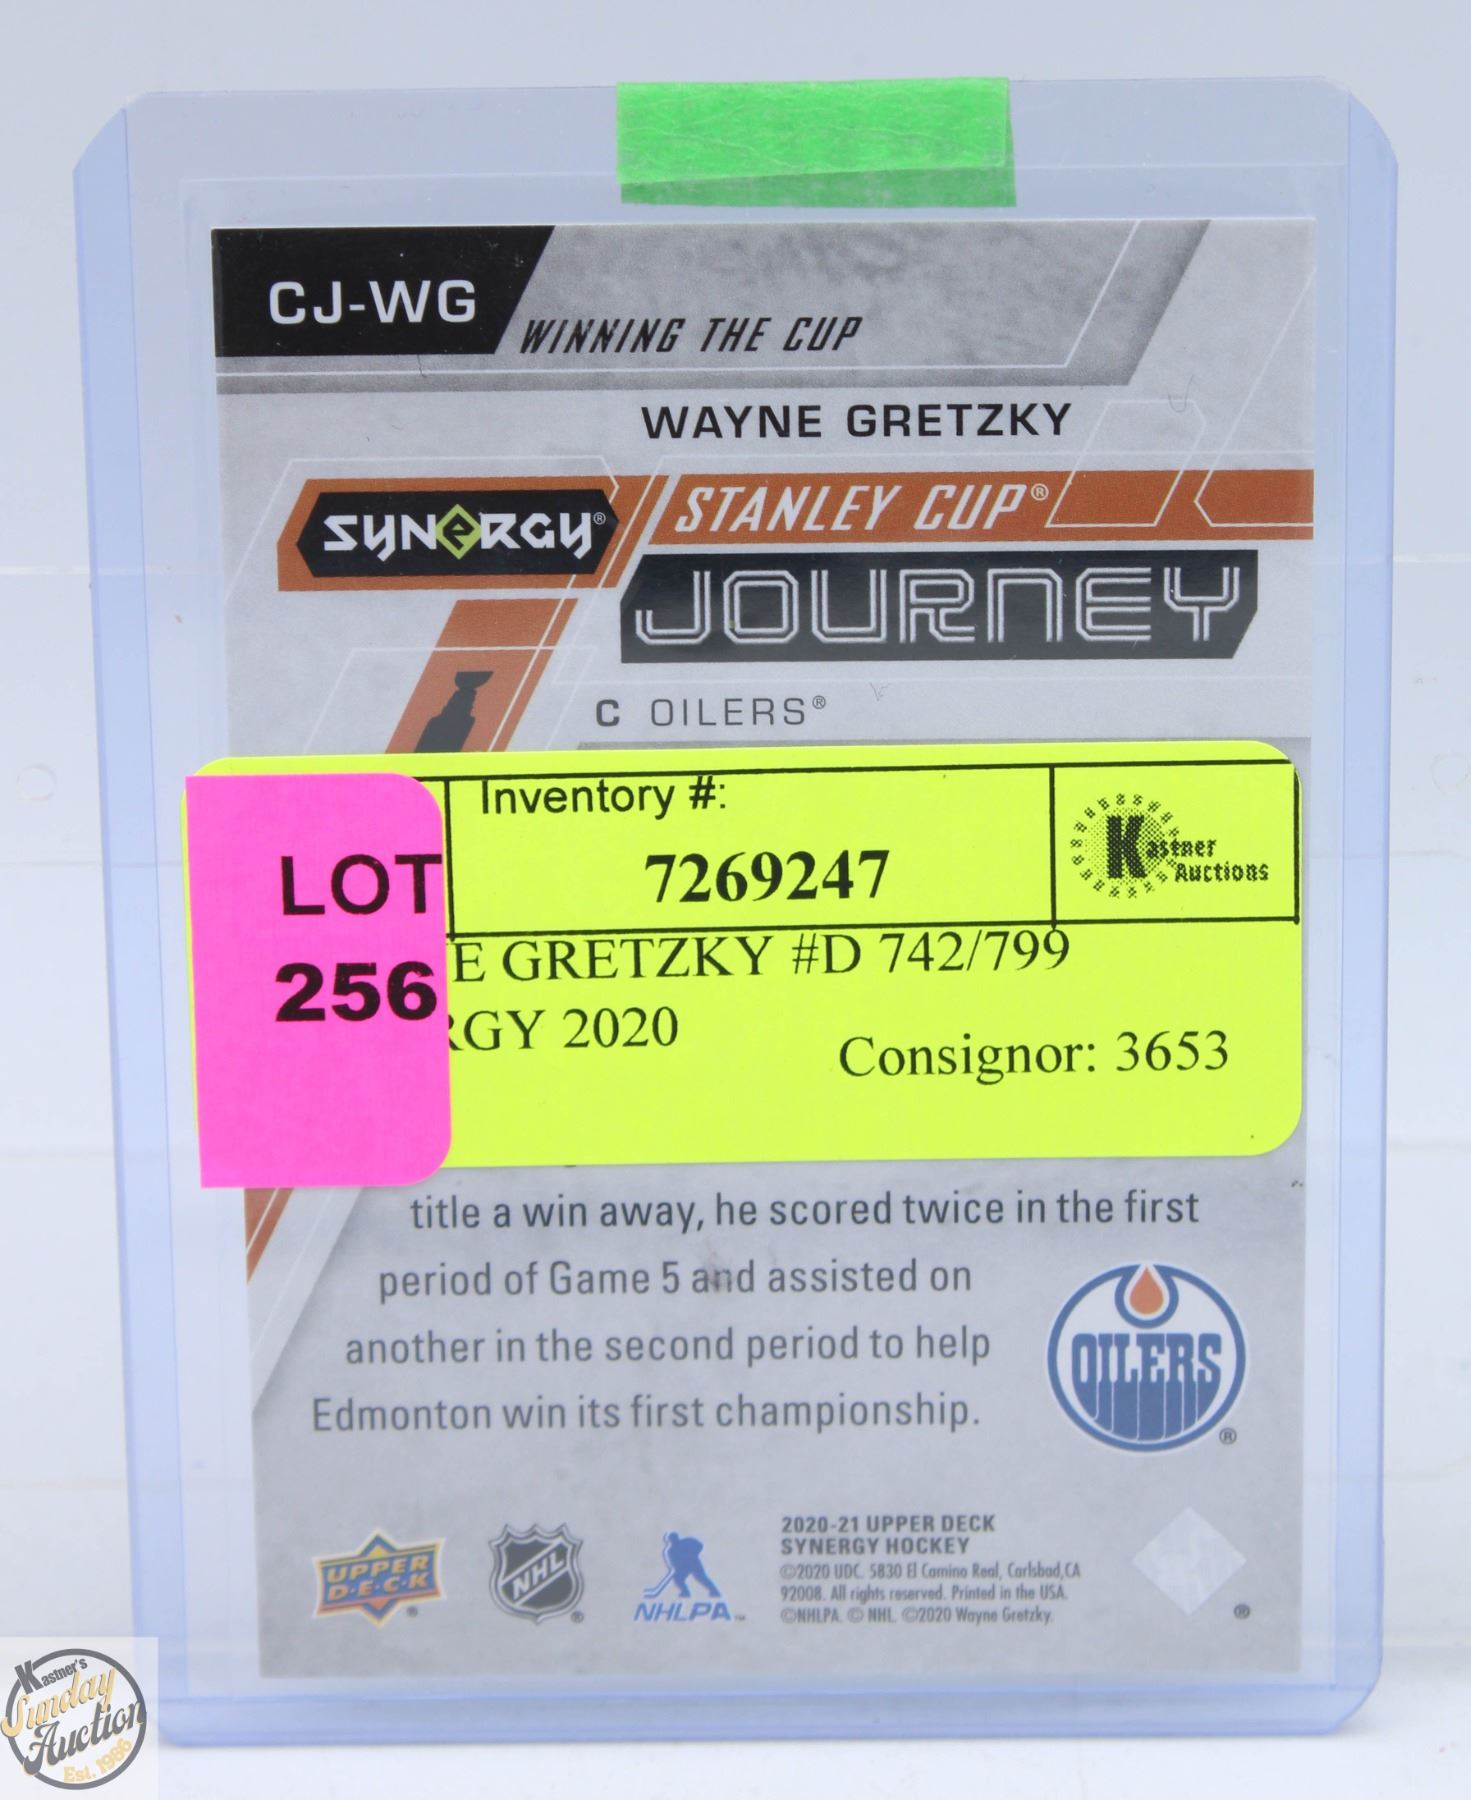 CJ-WG
WINNING THE CUP
WAYNE GRETZKY
SYNERGY®
STANLEY CUP®
JOURNEY
C OILERS®
Inventory #:
7269247
Kastner
Auctions
LOT
256
E GRETZKY #D 742/799
RGY 2020
Consignor: 3653
title a win away, he scored twice in the first
period of Game 5 and assisted on
another in the second period to help
Edmonton win its first championship.
OILERS
®
UPPER
D·E·C·K
®
NHL
®
NHLPA™
2020-21 UPPER DECK
SYNERGY HOCKEY
©2020 UDC. 5830 El Camino Real, Carlsbad, CA
92008. All rights reserved. Printed in the USA.
©NHLPA. © NHL. ©2020 Wayne Gretzky.
®
Kastner's
Sunday
Auction
Est. 1986